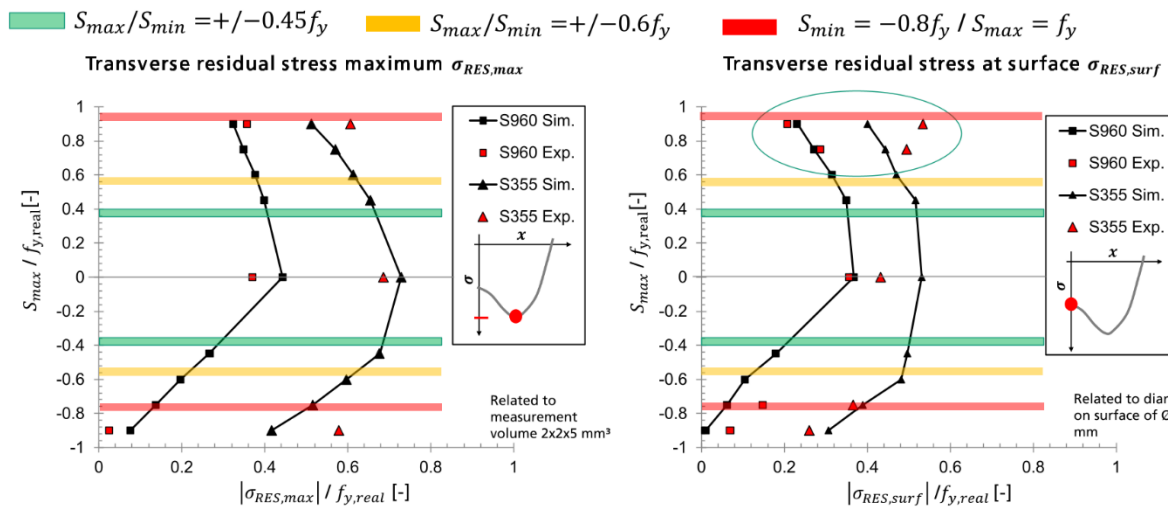 S_max/S_min = +/−0.45f_y
S_max/S_min = +/−0.6f_y
S_min = −0.8f_y / S_max = f_y
Transverse residual stress maximum σ_RES,max
S_max / f_y,real [-]
1
0.8
0.6
0.4
0.2
0
-0.2
-0.4
-0.6
-0.8
-1
0
0.2
0.4
0.6
0.8
1
|σ_RES,max| / f_y,real [-]
S960 Sim.
S960 Exp.
S355 Sim.
S355 Exp.
x
σ
Related to
measurement
volume 2x2x5 mm³
Transverse residual stress at surface σ_RES,surf
S_max / f_y,real [-]
1
0.8
0.6
0.4
0.2
0
-0.2
-0.4
-0.6
-0.8
-1
0
0.2
0.4
0.6
0.8
1
|σ_RES,surf| /f_y,real [-]
S960 Sim.
S960 Exp.
S355 Sim.
S355 Exp.
x
σ
Related to
on surface of Ø
mm